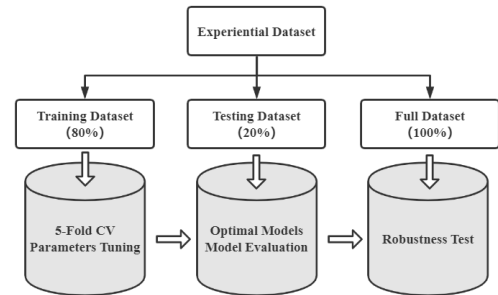 Experiential Dataset
Training Dataset
(80%)
Testing Dataset
(20%)
Full Dataset
(100%)
5-Fold CV
Parameters Tuning
Optimal Models
Model Evaluation
Robustness Test